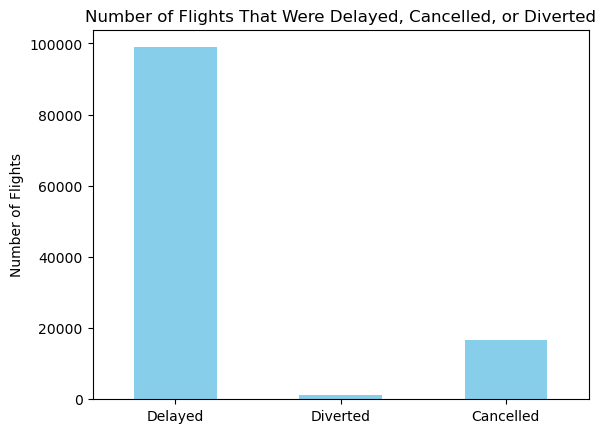 Number of Flights That Were Delayed, Cancelled, or Diverted
100000
80000
60000
40000
20000
0
Number of Flights
Delayed
Diverted
Cancelled